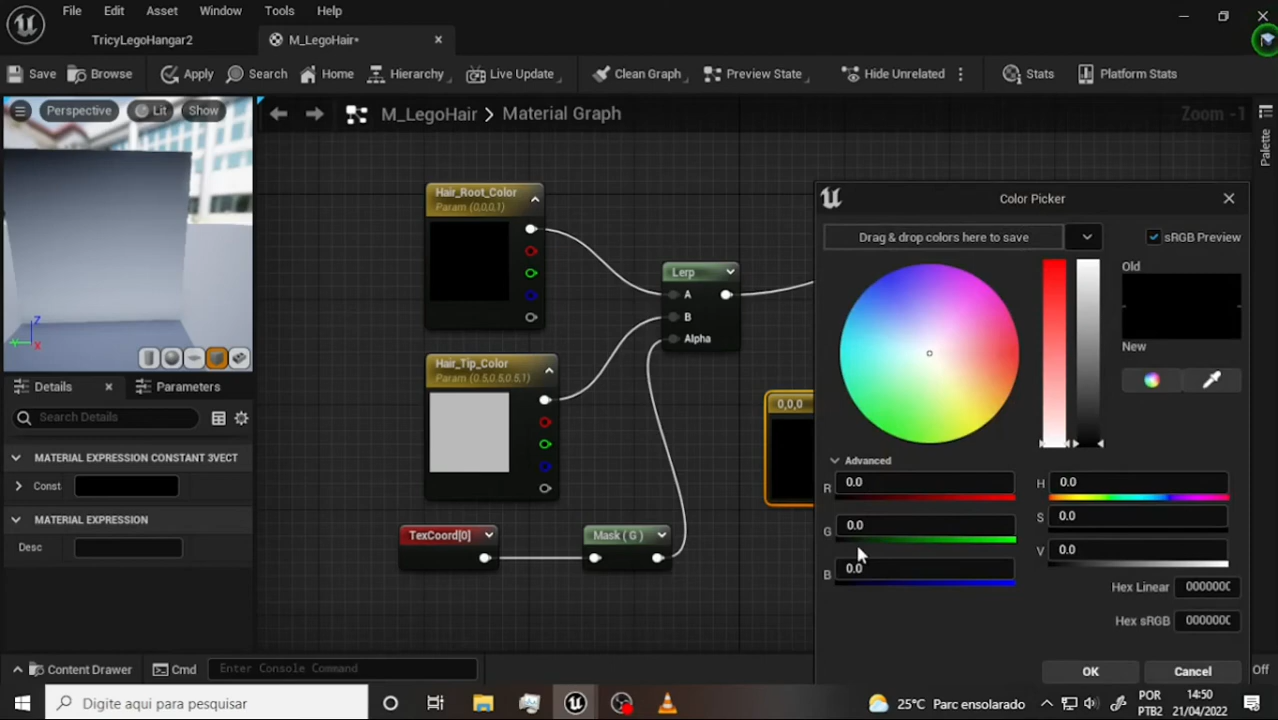 File Edit Asset Window Tools Help
TricyLegoHangar2 M_LegoHair*
Save Browse Apply Search Home Hierarchy Live Update Clean Graph Preview State Hide Unrelated Stats Platform Stats
Perspective Lit Show
M_LegoHair > Material Graph
Zoom -1
Palette
Hair_Root_Color
Param (0,0,0,1)
Lerp
A
B
Alpha
Hair_Tip_Color
Param (0.5,0.5,0.5,1)
TexCoord[0]
Mask ( G )
0,0,0
Z
Y
X
Details Parameters
Search Details
MATERIAL EXPRESSION CONSTANT 3VECT
Const
MATERIAL EXPRESSION
Desc
Color Picker
Drag & drop colors here to save
sRGB Preview
Old
New
Advanced
R 0.0
G 0.0
B 0.0
H 0.0
S 0.0
V 0.0
Hex Linear 000000C
Hex sRGB 000000C
OK Cancel
Content Drawer Cmd Enter Console Command
Off
Digite aqui para pesquisar
25°C Parc ensolarado
POR
PTB2
14:50
21/04/2022